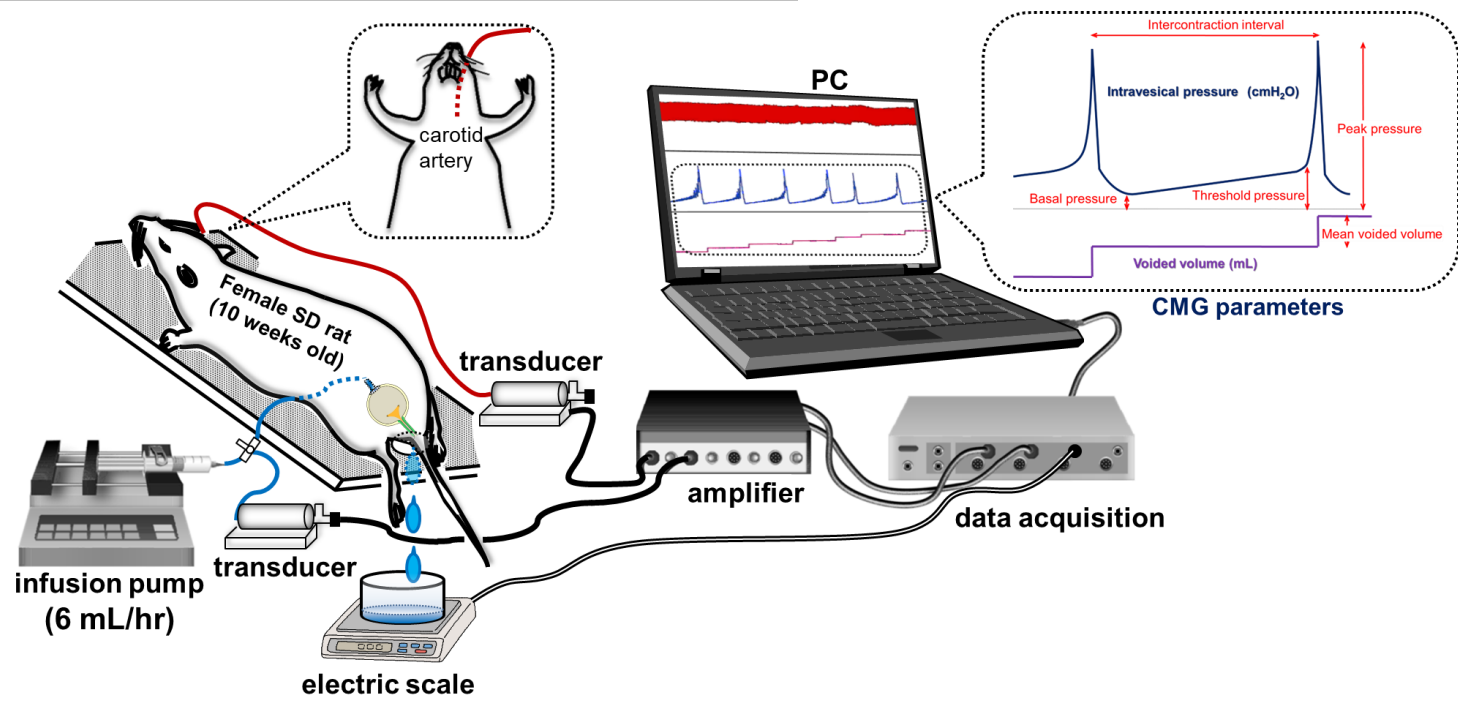 carotid
artery
PC
Intercontraction interval
Intravesical pressure (cmH₂O)
Peak pressure
Basal pressure
Threshold pressure
Mean voided volume
Voided volume (mL)
CMG parameters
Female SD rat
(10 weeks old)
transducer
amplifier
data acquisition
transducer
infusion pump
(6 mL/hr)
electric scale